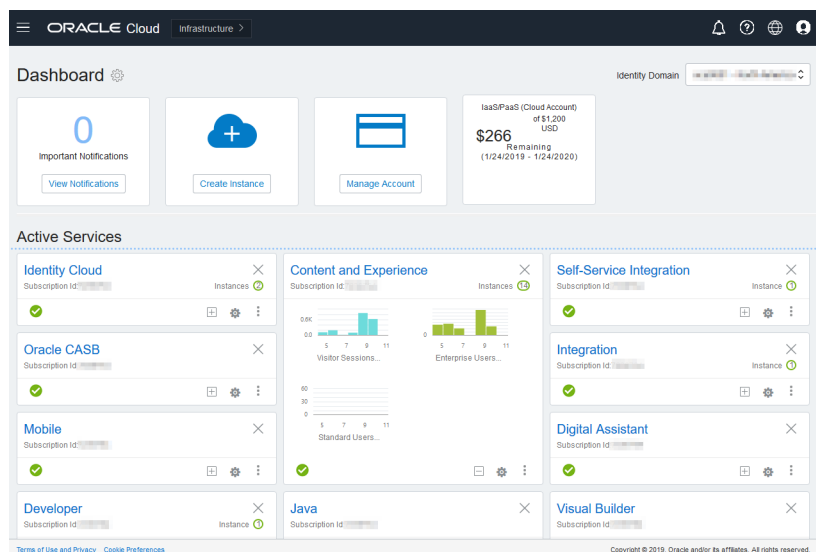 ORACLE Cloud Infrastructure >
Dashboard
Identity Domain
0
Important Notifications
View Notifications
Create Instance
Manage Account
IaaS/PaaS (Cloud Account)
of $1,200
USD
$266
Remaining
(1/24/2019 - 1/24/2020)
Active Services
Identity Cloud
Subscription Id:
Instances 2
Content and Experience
Subscription Id:
Instances 14
0.6K
0.0
5 7 9 11
Visitor Sessions...
0
5 7 9 11
Enterprise Users...
60
30
0
5 7 9 11
Standard Users...
Self-Service Integration
Subscription Id:
Instance 1
Oracle CASB
Subscription Id:
Integration
Subscription Id:
Instance 1
Mobile
Subscription Id:
Digital Assistant
Subscription Id:
Developer
Subscription Id:
Instance 1
Java
Subscription Id:
Visual Builder
Subscription Id:
Terms of Use and Privacy Cookie Preferences
Copyright © 2019, Oracle and/or its affiliates. All rights reserved.